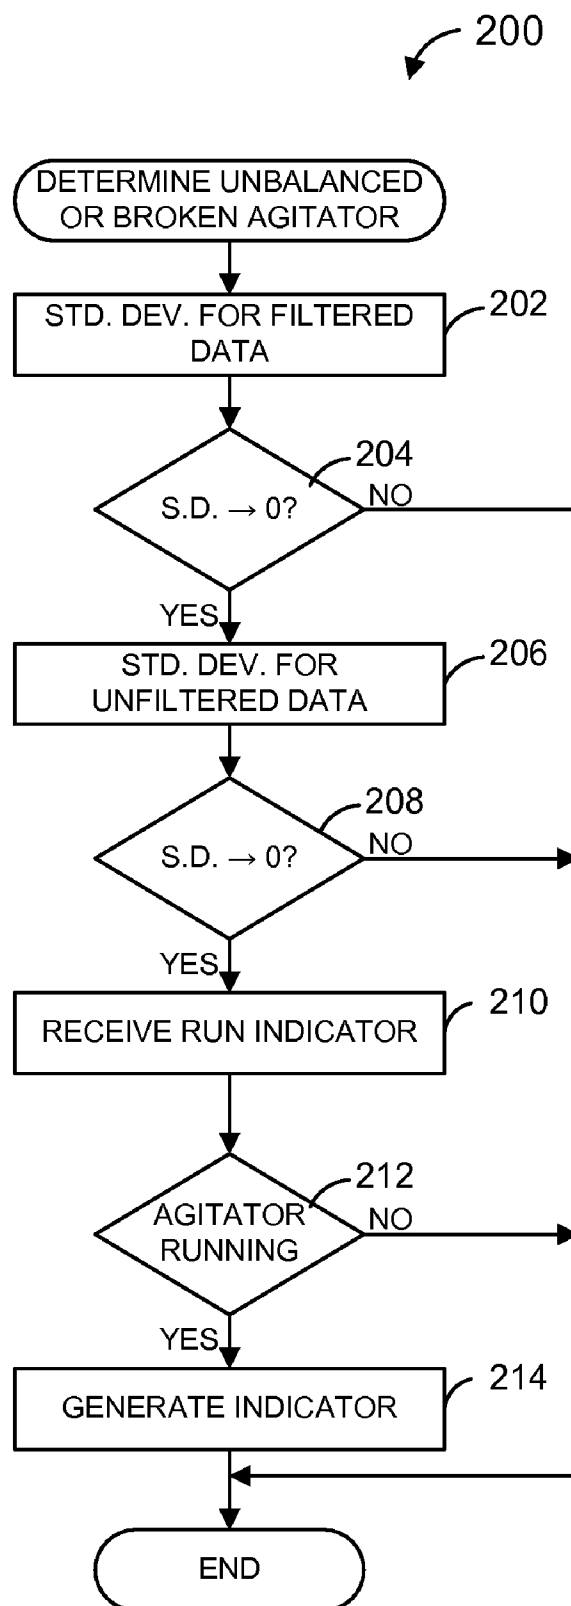 200
DETERMINE UNBALANCED
OR BROKEN AGITATOR
STD. DEV. FOR FILTERED
DATA
202
S.D. → 0?
204
NO
YES
STD. DEV. FOR
UNFILTERED DATA
206
S.D. → 0?
208
NO
YES
RECEIVE RUN INDICATOR
210
AGITATOR
RUNNING
212
NO
YES
GENERATE INDICATOR
214
END